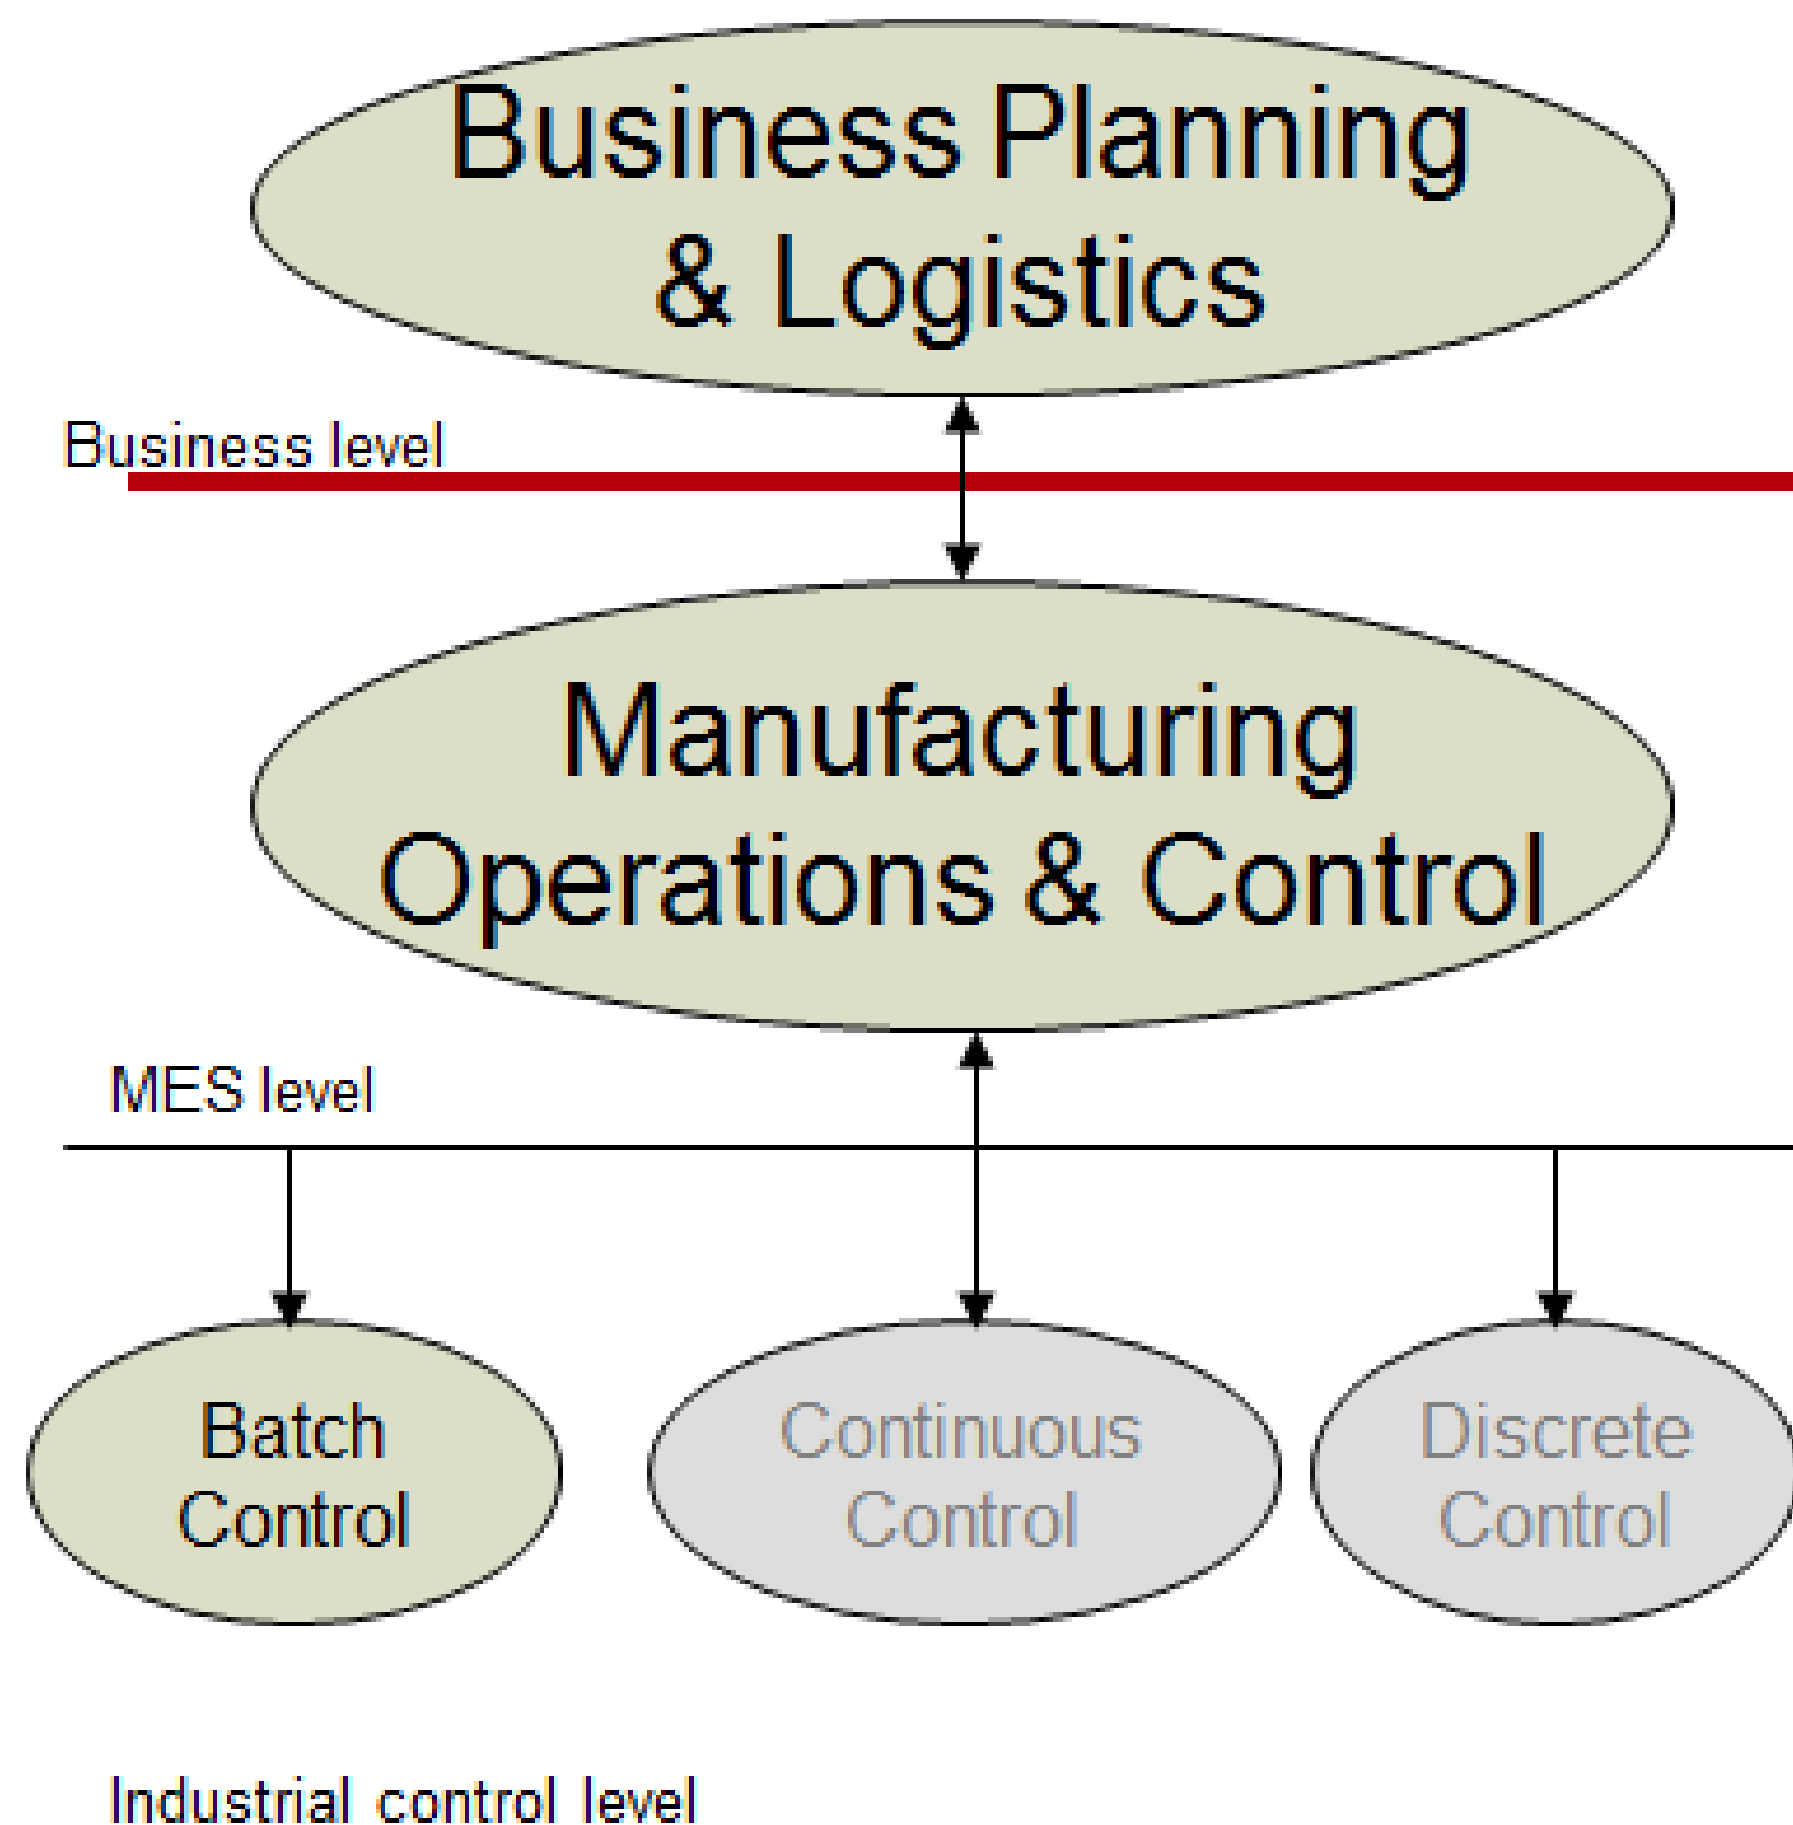 Business Planning
& Logistics
Business level
Manufacturing
Operations & Control
MES level
Batch
Control
Continuous
Control
Discrete
Control
Industrial control level